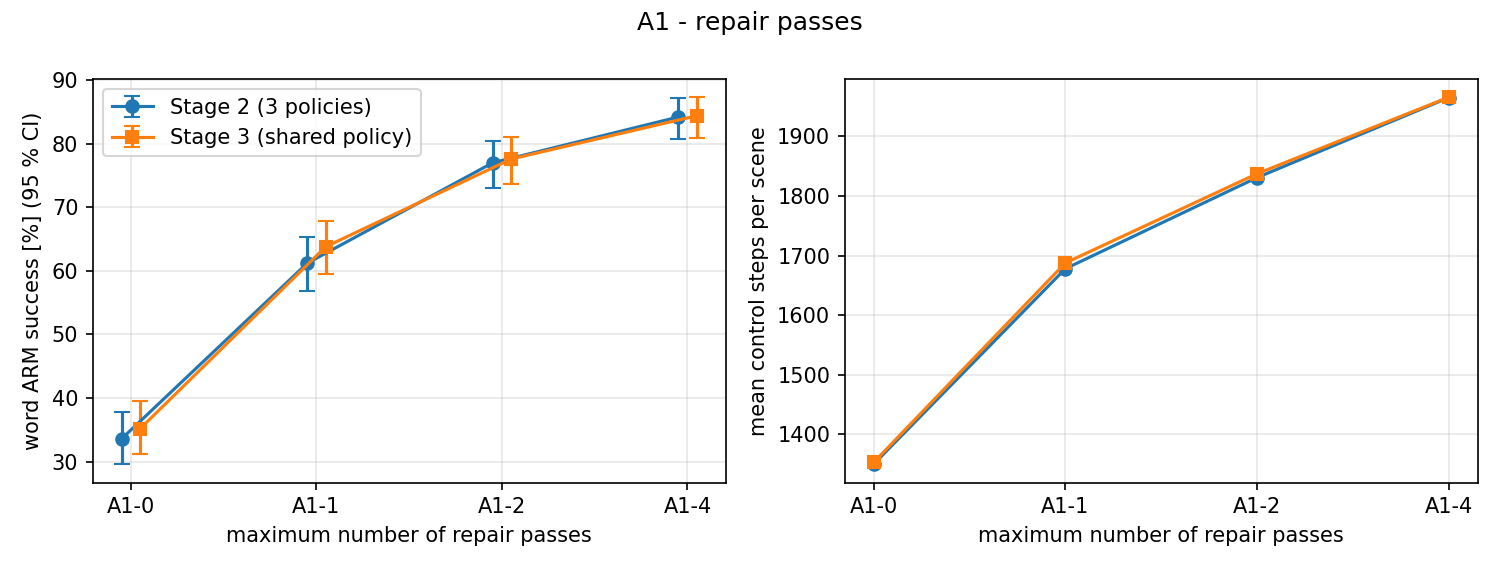 A1 - repair passes
word ARM success [%] (95 % CI)
90
80
70
60
50
40
30
Stage 2 (3 policies)
Stage 3 (shared policy)
A1-0
A1-1
A1-2
A1-4
maximum number of repair passes
mean control steps per scene
1900
1800
1700
1600
1500
1400
A1-0
A1-1
A1-2
A1-4
maximum number of repair passes